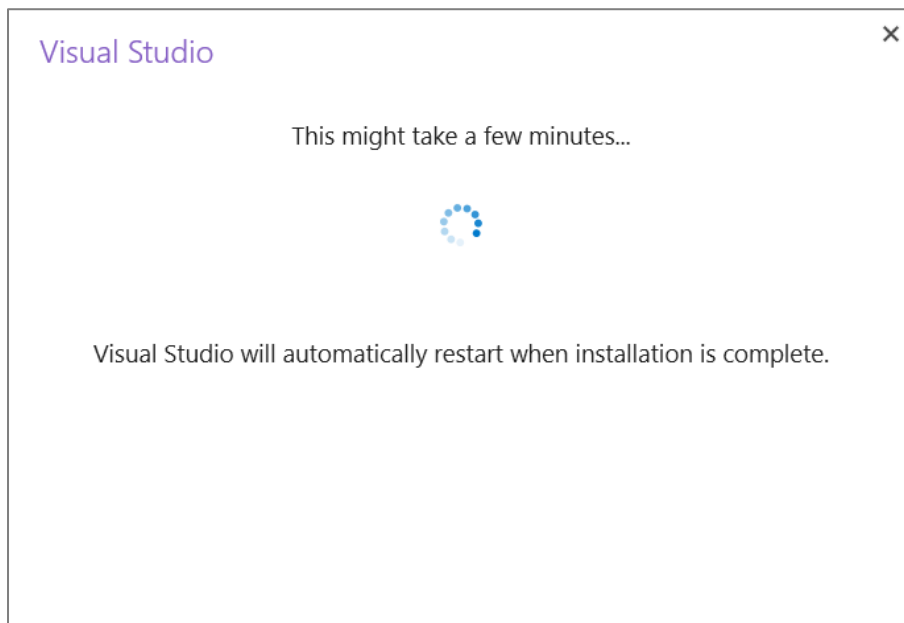 Visual Studio
This might take a few minutes...
Visual Studio will automatically restart when installation is complete.